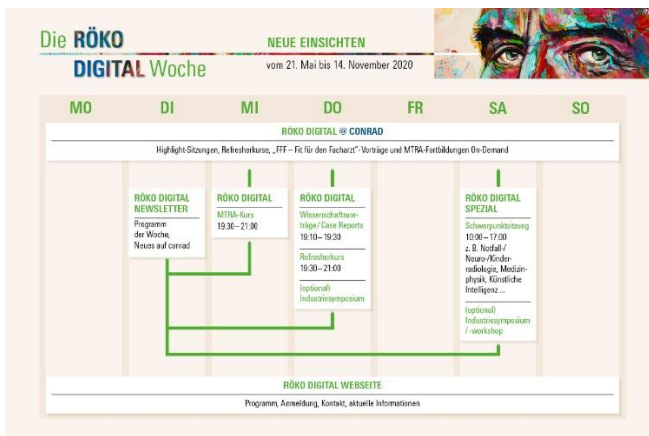 Die RÖKO
DIGITAL Woche
NEUE EINSICHTEN
vom 21. Mai bis 14. November 2020
MO DI MI DO FR SA SO
RÖKO DIGITAL @ CONRAD
Highlight-Sitzungen, Refresherkurse, „FFF – Fit für den Facharzt“-Vorträge und MTRA-Fortbildungen On-Demand
RÖKO DIGITAL
NEWSLETTER
Programm
der Woche,
Neues auf conrad
RÖKO DIGITAL
MTRA-Kurs
19:30 – 21:00
RÖKO DIGITAL
Wissenschaftsvor-
träge / Case Reports
19:10 – 19:30
Refresherkurs
19:30 – 21:00
(optional)
Industriesymposium
RÖKO DIGITAL
SPEZIAL
Schwerpunktsitzung
10:00 – 17:00
z. B. Notfall-/
Neuro-/Kinder-
radiologie, Medizin-
physik, Künstliche
Intelligenz ...
(optional)
Industriesymposium
/ -workshop
RÖKO DIGITAL WEBSEITE
Programm, Anmeldung, Kontakt, aktuelle Informationen